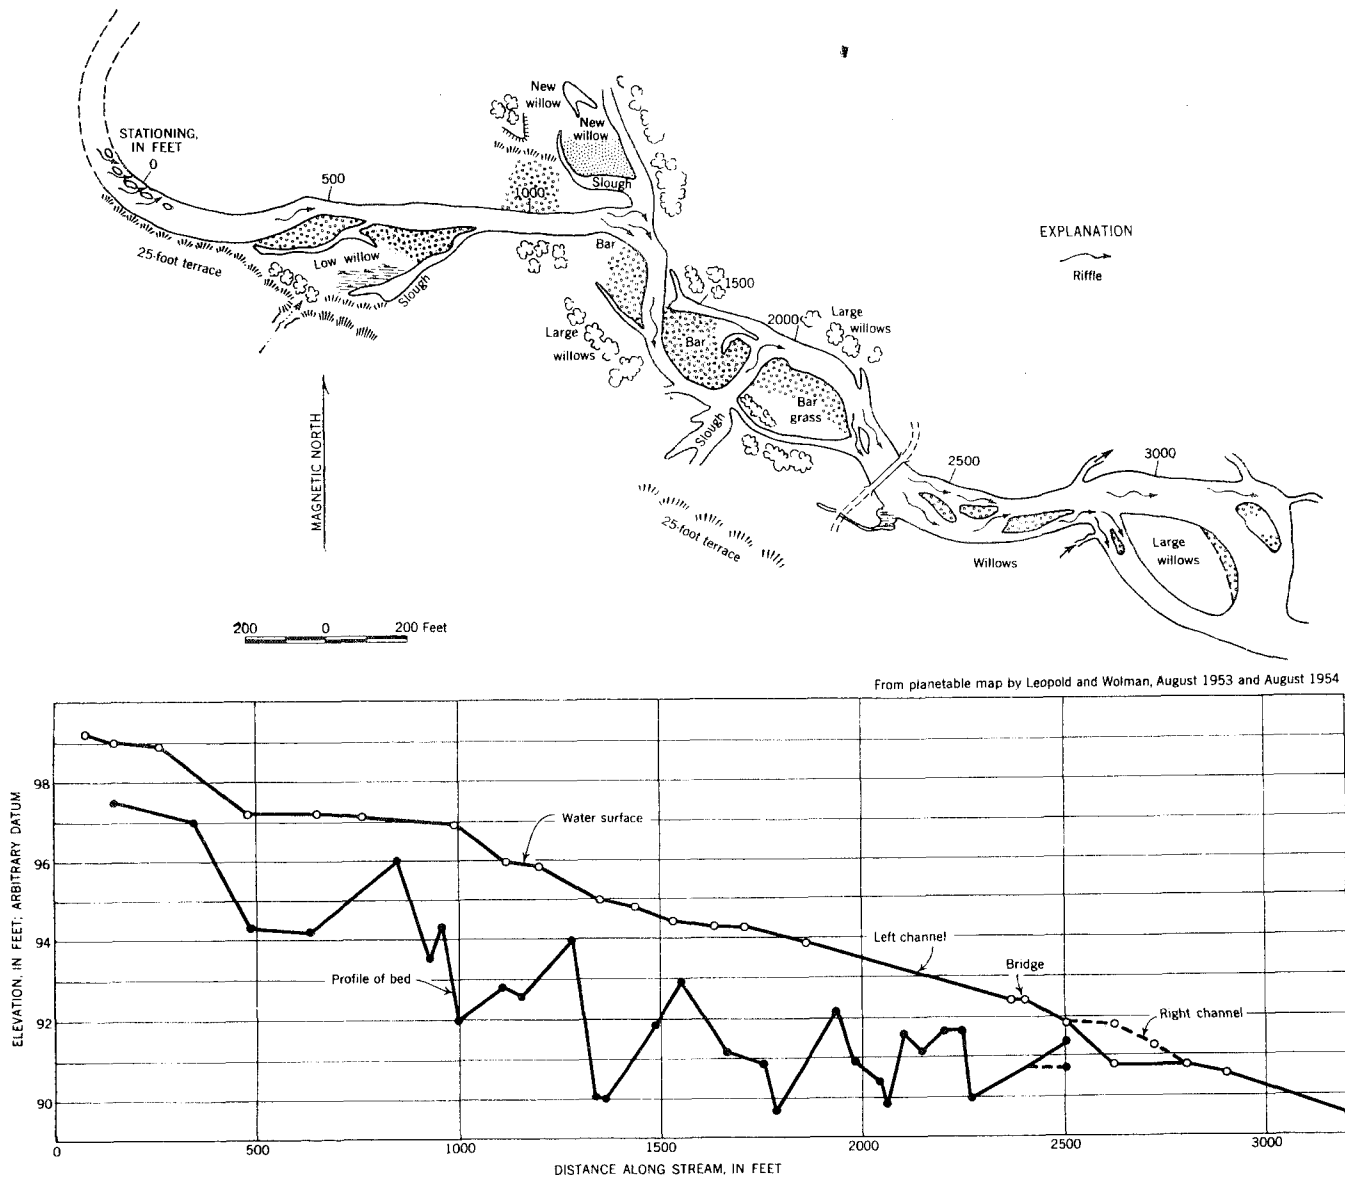 New
willow
New
willow
STATIONING,
IN FEET
0
500
Slough
1000
Bar
EXPLANATION
Riffle
25-foot terrace
Low willow
Slough
1500
2000
Large
willows
Large
willows
Bar
Bar
grass
Slough
MAGNETIC NORTH
2500
3000
25-foot terrace
Willows
Large
willows
200 0 200 Feet
From planetable map by Leopold and Wolman, August 1953 and August 1954
ELEVATION, IN FEET; ARBITRARY DATUM
98
96
94
92
90
Water surface
Left channel
Profile of bed
Bridge
Right channel
0 500 1000 1500 2000 2500 3000
DISTANCE ALONG STREAM, IN FEET